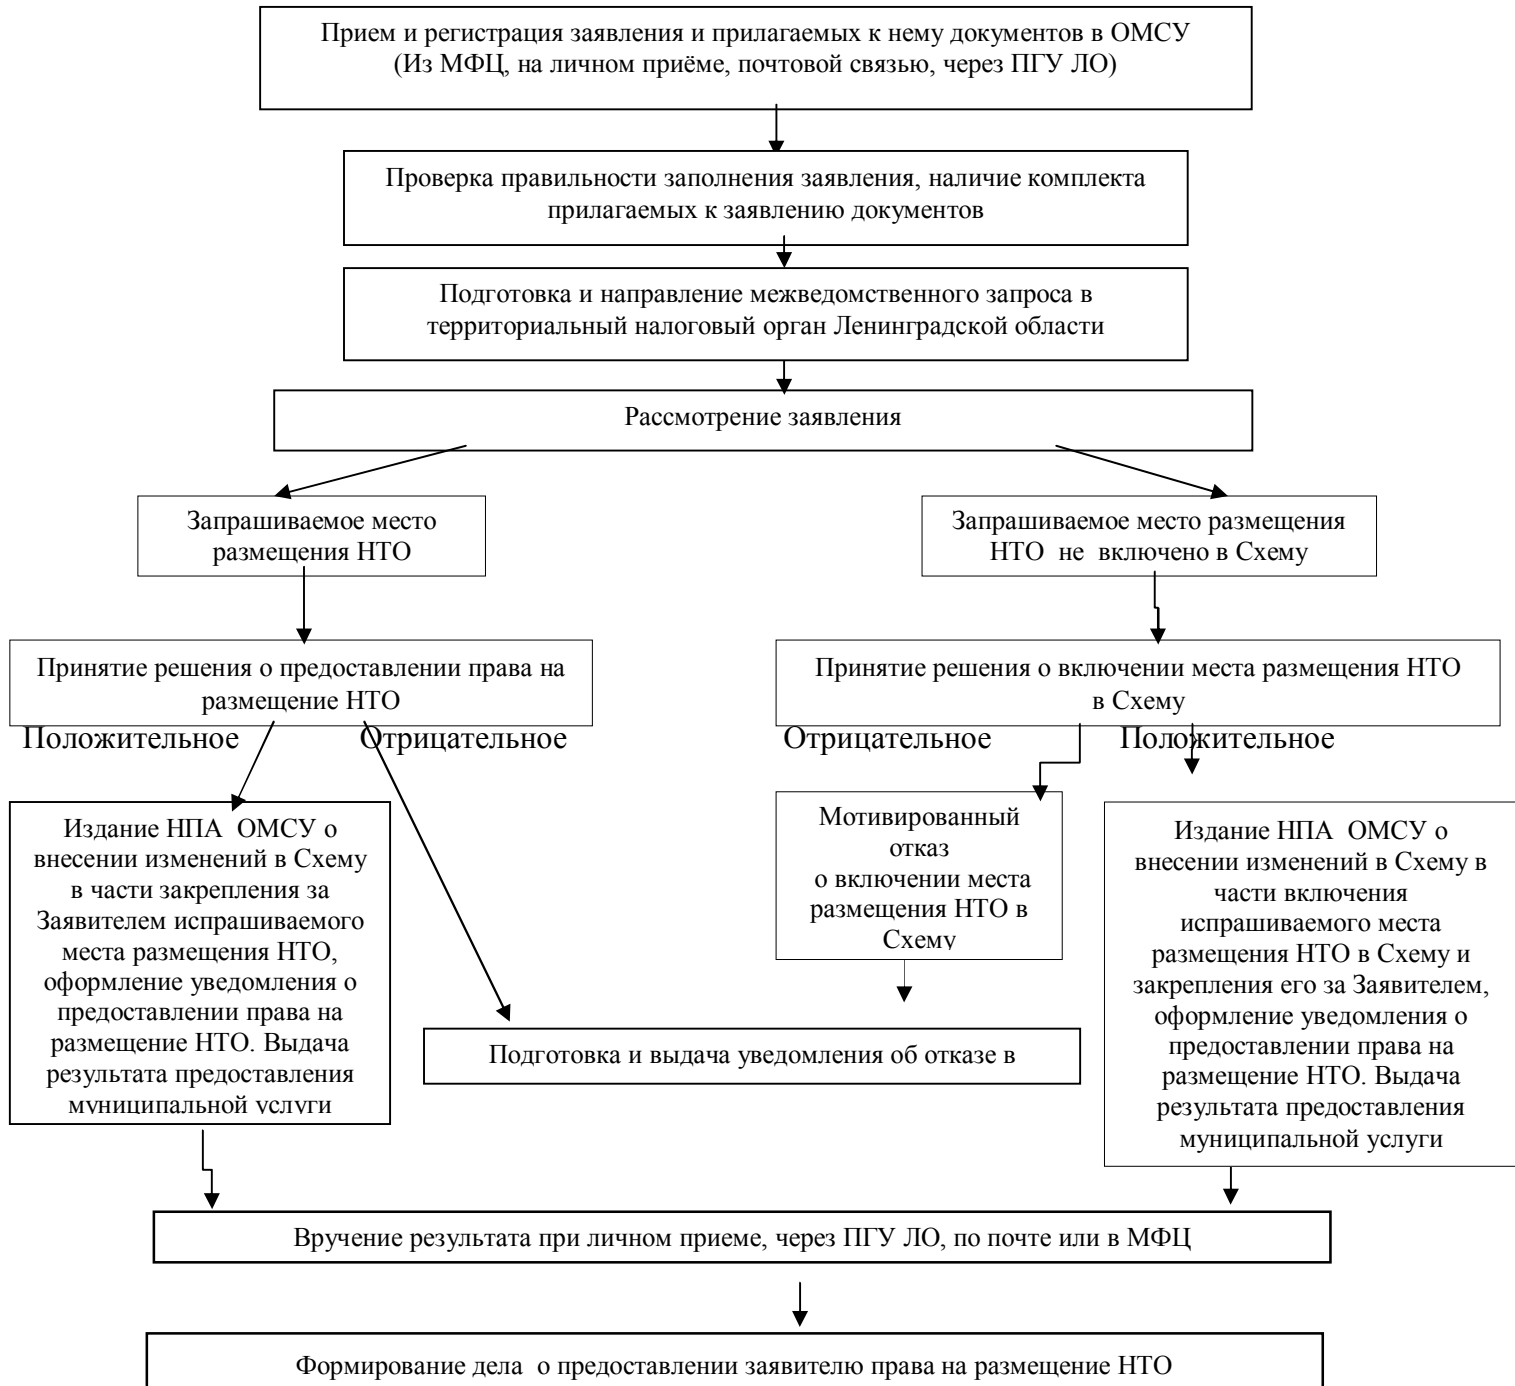 Прием и регистрация заявления и прилагаемых к нему документов в ОМСУ
(Из МФЦ, на личном приёме, почтовой связью, через ПГУ ЛО)
Проверка правильности заполнения заявления, наличие комплекта
прилагаемых к заявлению документов
Подготовка и направление межведомственного запроса в
территориальный налоговый орган Ленинградской области
Рассмотрение заявления
Запрашиваемое место
размещения НТО
Запрашиваемое место размещения
НТО не включено в Схему
Принятие решения о предоставлении права на
размещение НТО
Принятие решения о включении места размещения НТО
в Схему
Положительное
Отрицательное
Отрицательное
Положительное
Издание НПА ОМСУ о
внесении изменений в Схему
в части закрепления за
Заявителем испрашиваемого
места размещения НТО,
оформление уведомления о
предоставлении права на
размещение НТО. Выдача
результата предоставления
муниципальной услуги
Мотивированный
отказ
о включении места
размещения НТО в
Схему
Издание НПА ОМСУ о
внесении изменений в Схему в
части включения
испрашиваемого места
размещения НТО в Схему и
закрепления его за Заявителем,
оформление уведомления о
предоставлении права на
размещение НТО. Выдача
результата предоставления
муниципальной услуги
Подготовка и выдача уведомления об отказе в
Вручение результата при личном приеме, через ПГУ ЛО, по почте или в МФЦ
Формирование дела о предоставлении заявителю права на размещение НТО